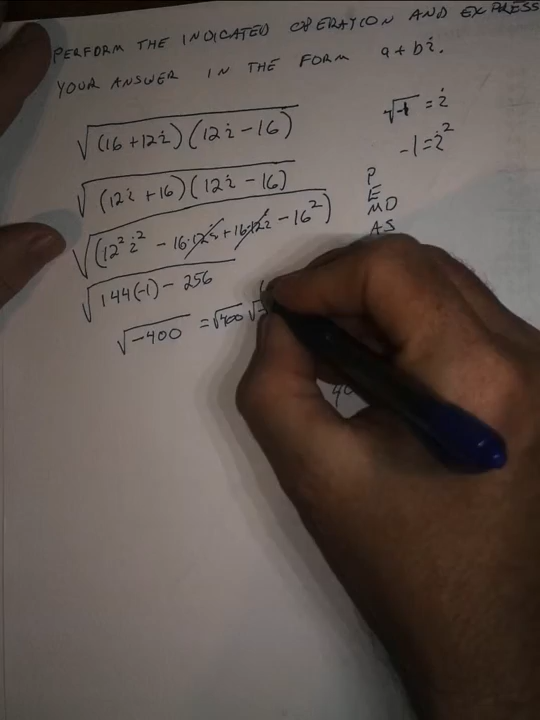 PERFORM THE INDICATED OPERATION AND EXPRESS
YOUR ANSWER IN THE FORM a + bi.
√(16 + 12i)(12i - 16)
√-1 = i
-1 = i²
√(12i + 16)(12i - 16)
√(12²i² - 16·12i + 16·12i - 16²)
P
E
MD
AS
√144(-1) - 256
√-400 = √400 √